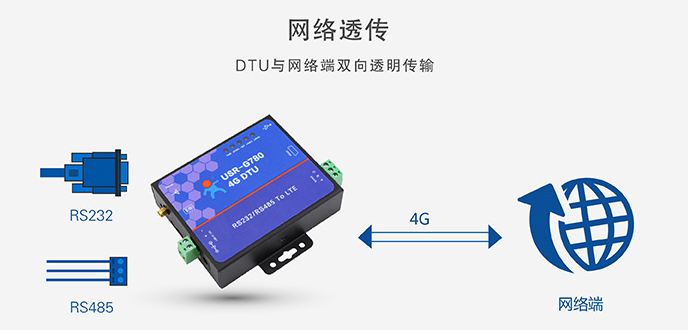 网络透传
DTU与网络端双向透明传输
USR-G780
4G DTU
RS232/RS485 To LTE
RS232
RS485
4G
网络端